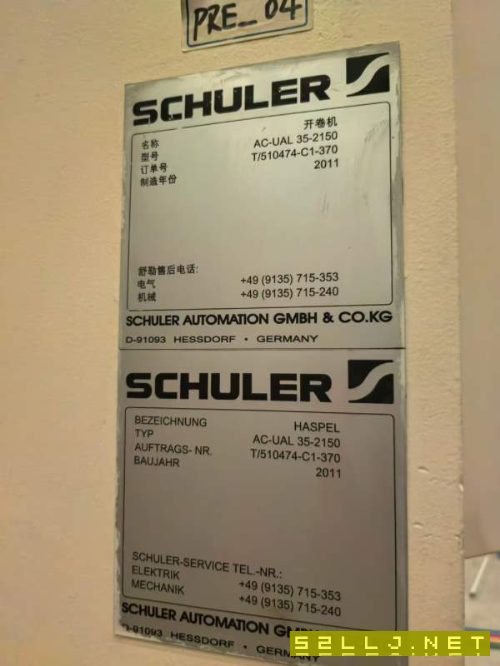 PRE_04
SCHULER
名称 开卷机
型号 AC-UAL 35-2150
订单号 T/510474-C1-370
制造年份 2011
舒勒售后电话:
电气 +49 (9135) 715-353
机械 +49 (9135) 715-240
SCHULER AUTOMATION GMBH & CO.KG
D-91093 HESSDORF • GERMANY
SCHULER
BEZEICHNUNG HASPEL
TYP AC-UAL 35-2150
AUFTRAGS- NR. T/510474-C1-370
BAUJAHR 2011
SCHULER-SERVICE TEL.-NR.:
ELEKTRIK +49 (9135) 715-353
MECHANIK +49 (9135) 715-240
SCHULER AUTOMATION
D-91093 HESSDORF • GERMANY
52LLJ.NET